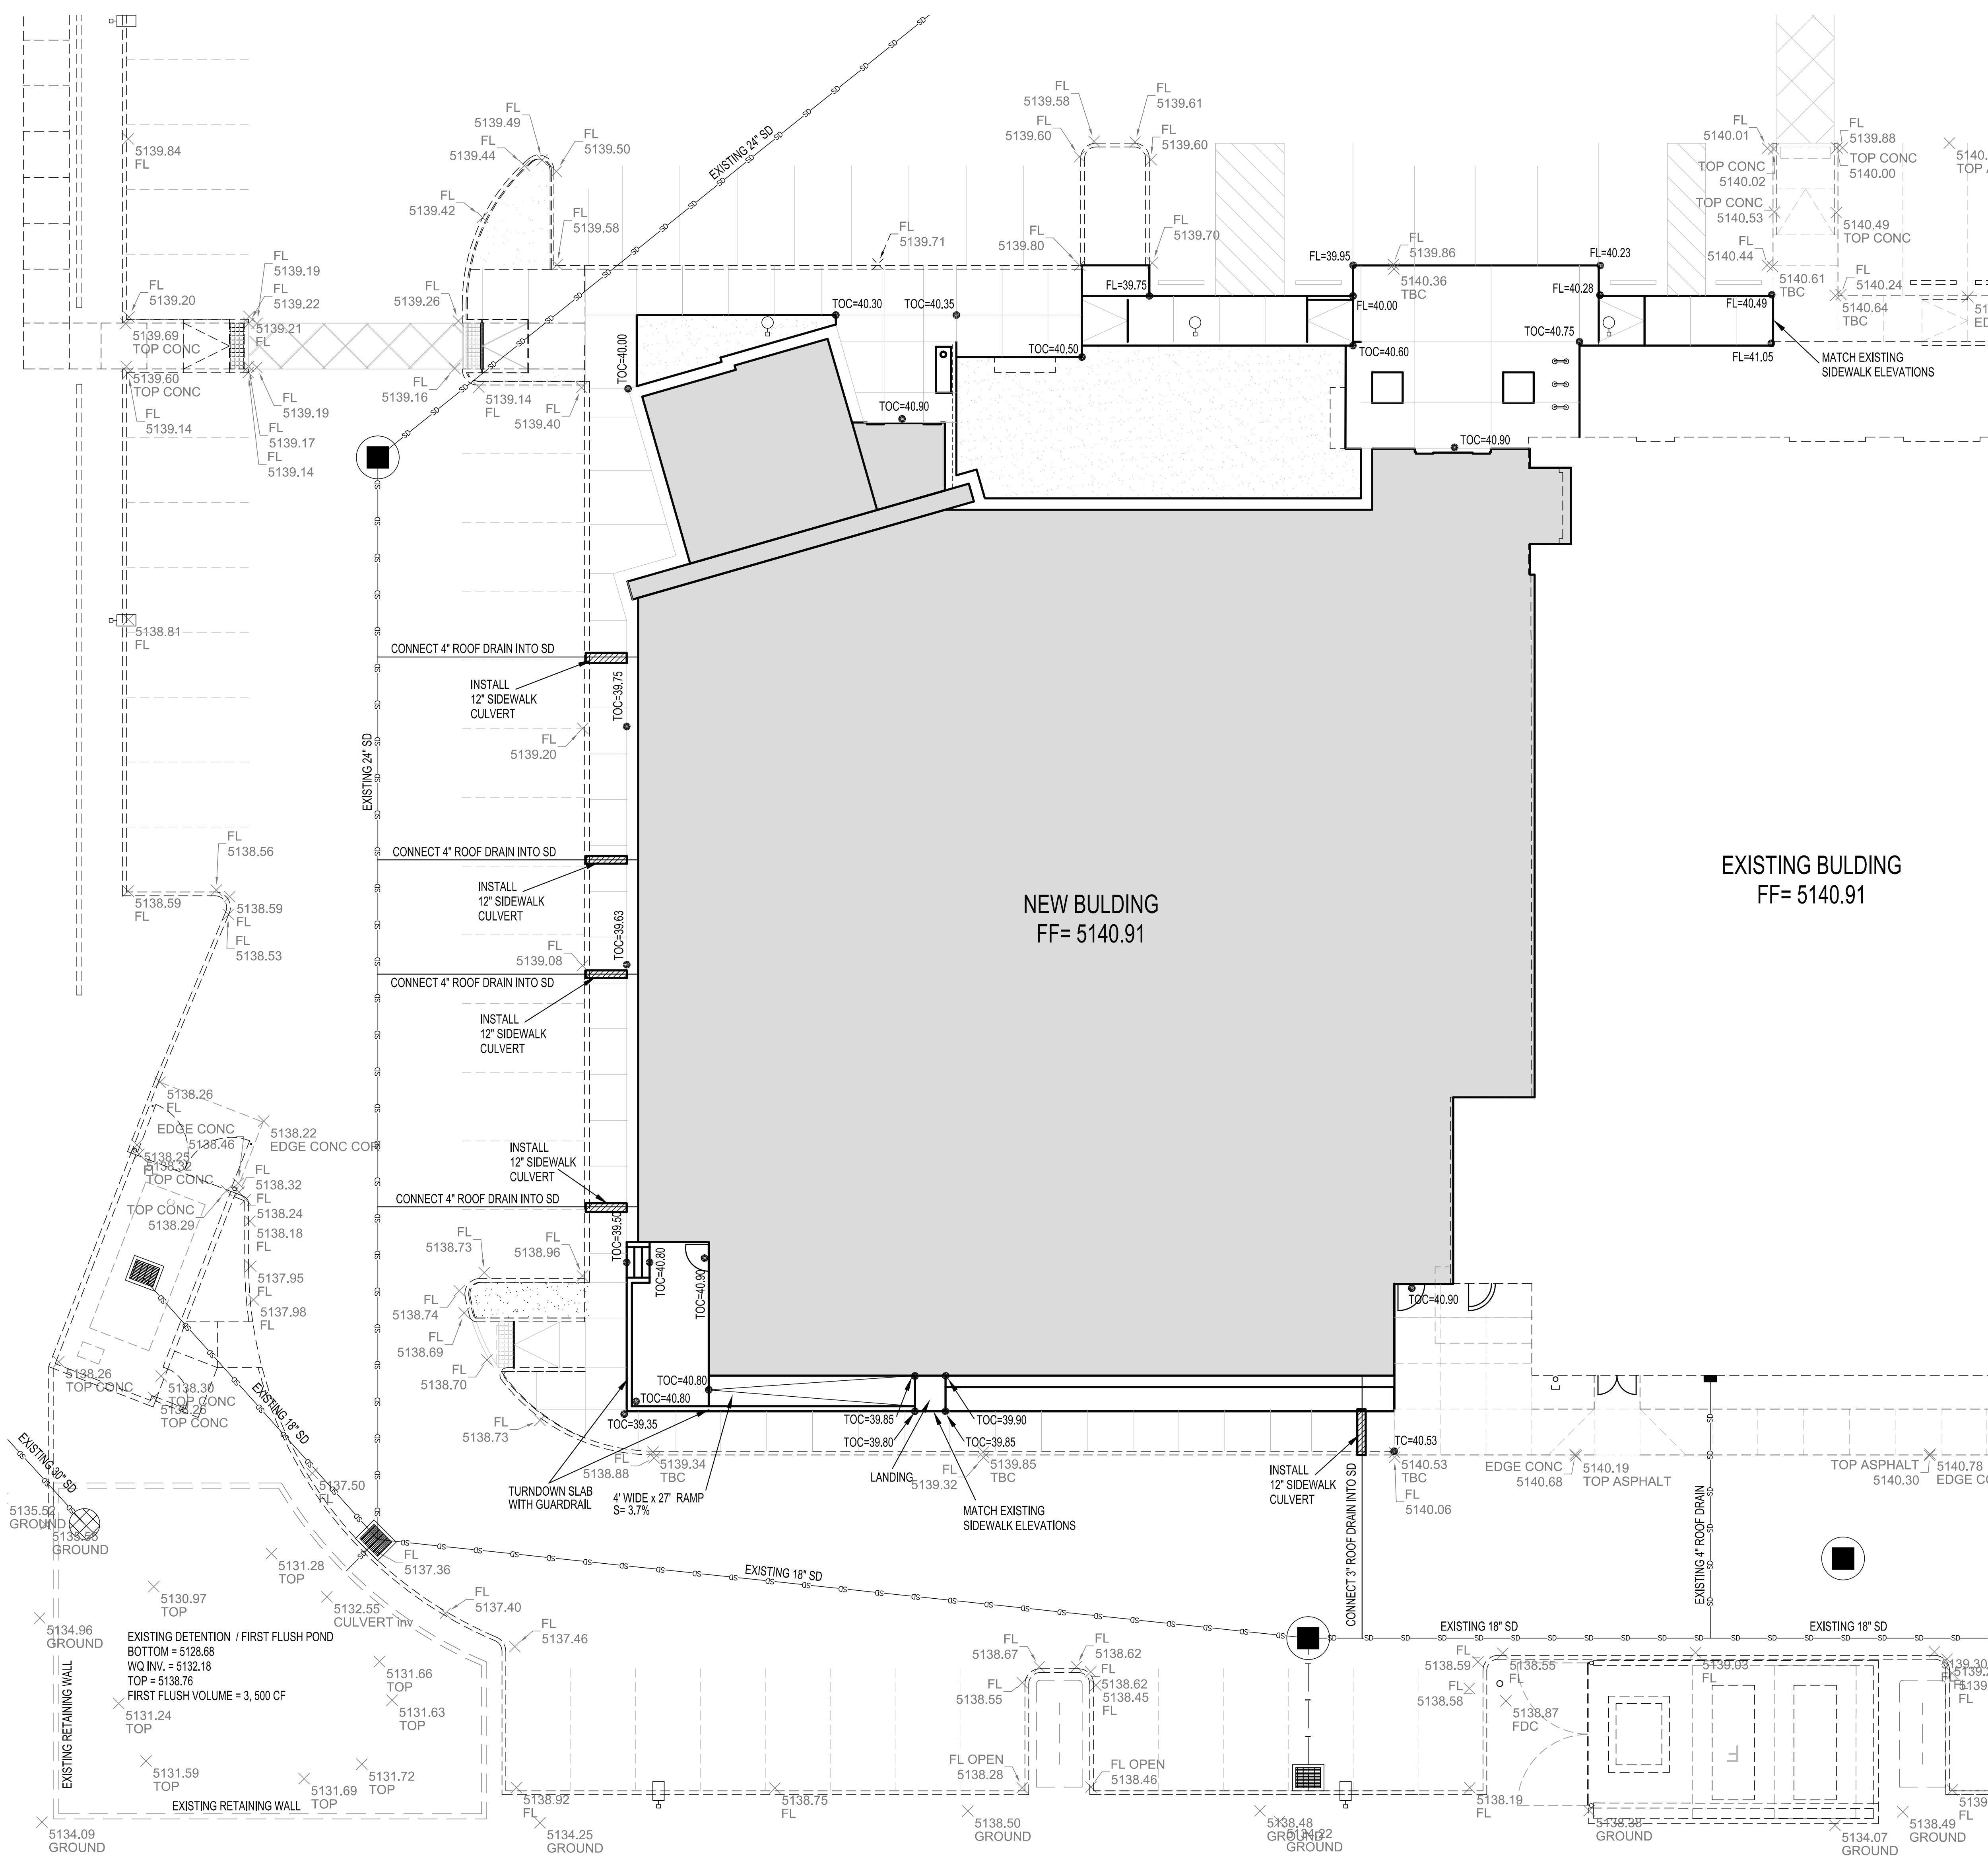 EXISTING 24" SD
FL
5139.84
FL
5139.49
FL
5139.44
FL
5139.50
FL
5139.42
FL
5139.58
FL
5139.71
FL
5139.58
FL
5139.61
FL
5139.60
FL
5139.60
FL
5139.80
FL
5139.70
FL
5140.01
FL
5139.88
TOP CONC
5140.02
TOP CONC
5140.00
TOP CONC
5140.53
5140.49
TOP CONC
FL
5140.44
5140.61
TBC
FL
5140.24
5140.64
TBC
FL=39.95
FL
5139.86
5140.36
TBC
FL=40.23
FL=39.75
FL=40.00
FL=40.28
FL=40.49
FL
5139.19
FL
5139.20
FL
5139.22
FL
5139.26
5139.21
FL
5139.69
TOP CONC
5139.60
TOP CONC
FL
5139.14
FL
5139.19
FL
5139.17
FL
5139.14
FL
5139.16
5139.14
FL
FL
5139.40
TOC=40.00
TOC=40.30
TOC=40.35
TOC=40.50
TOC=40.60
TOC=40.75
FL=41.05
MATCH EXISTING
SIDEWALK ELEVATIONS
TOC=40.90
TOC=40.90
5138.81
FL
CONNECT 4" ROOF DRAIN INTO SD
INSTALL
12" SIDEWALK
CULVERT
TOC=39.75
FL
5139.20
EXISTING 24" SD
CONNECT 4" ROOF DRAIN INTO SD
INSTALL
12" SIDEWALK
CULVERT
TOC=39.63
FL
5139.08
CONNECT 4" ROOF DRAIN INTO SD
INSTALL
12" SIDEWALK
CULVERT
FL
5138.56
5138.59
FL
5138.59
FL
FL
5138.53
NEW BULDING
FF= 5140.91
EXISTING BULDING
FF= 5140.91
5138.26
FL
EDGE CONC
5138.46
5138.22
EDGE CONC COR
5138.25
FL
5138.32
TOP CONC
FL
5138.32
FL
TOP CONC
5138.29
5138.24
5138.18
FL
5137.95
FL
5137.98
FL
INSTALL
12" SIDEWALK
CULVERT
CONNECT 4" ROOF DRAIN INTO SD
TOC=39.50
FL
5138.73
FL
5138.96
TOC=40.80
TOC=40.90
FL
5138.74
FL
5138.69
FL
5138.70
FL
5138.73
TOC=40.90
5138.26
TOP CONC
5138.30
TOP CONC
5138.26
TOP CONC
EXISTING 18" SD
EXISTING 30" SD
TOC=40.80
TOC=40.80
TOC=39.35
TOC=39.85
TOC=39.90
TOC=39.80
TOC=39.85
FL
5138.88
5139.34
TBC
FL
5139.32
5139.85
TBC
LANDING
TURNDOWN SLAB
WITH GUARDRAIL
4' WIDE x 27' RAMP
S= 3.7%
MATCH EXISTING
SIDEWALK ELEVATIONS
INSTALL
12" SIDEWALK
CULVERT
TC=40.53
5140.53
TBC
FL
5140.06
EDGE CONC
5140.68
5140.19
TOP ASPHALT
TOP ASPHALT
5140.30
5140.78
CONNECT 3" ROOF DRAIN INTO SD
EXISTING 4" ROOF DRAIN
5137.50
FL
5135.52
GROUND
5135.58
GROUND
FL
5137.36
5131.28
TOP
5130.97
TOP
5132.55
CULVERT inv
FL
5137.40
FL
5137.46
EXISTING 18" SD
EXISTING 18" SD
EXISTING 18" SD
5134.96
GROUND
EXISTING DETENTION / FIRST FLUSH POND
BOTTOM = 5128.68
WQ INV. = 5132.18
TOP = 5138.76
FIRST FLUSH VOLUME = 3, 500 CF
5131.66
TOP
5131.63
TOP
5131.24
TOP
EXISTING RETAINING WALL
5131.59
TOP
5131.69
TOP
5131.72
TOP
EXISTING RETAINING WALL
5134.09
GROUND
FL
5138.67
FL
5138.62
FL
5138.62
FL
5138.55
5138.45
FL
FL
5138.59
5138.55
FL
FL
5138.58
5138.87
FDC
5139.03
FL
5139.30
FL
FL OPEN
5138.28
FL OPEN
5138.46
5138.92
FL
5138.75
FL
5138.19
FL
5134.25
GROUND
5138.50
GROUND
5138.48
GROUND
5134.22
GROUND
5138.38
GROUND
5134.07
GROUND
5138.49
GROUND